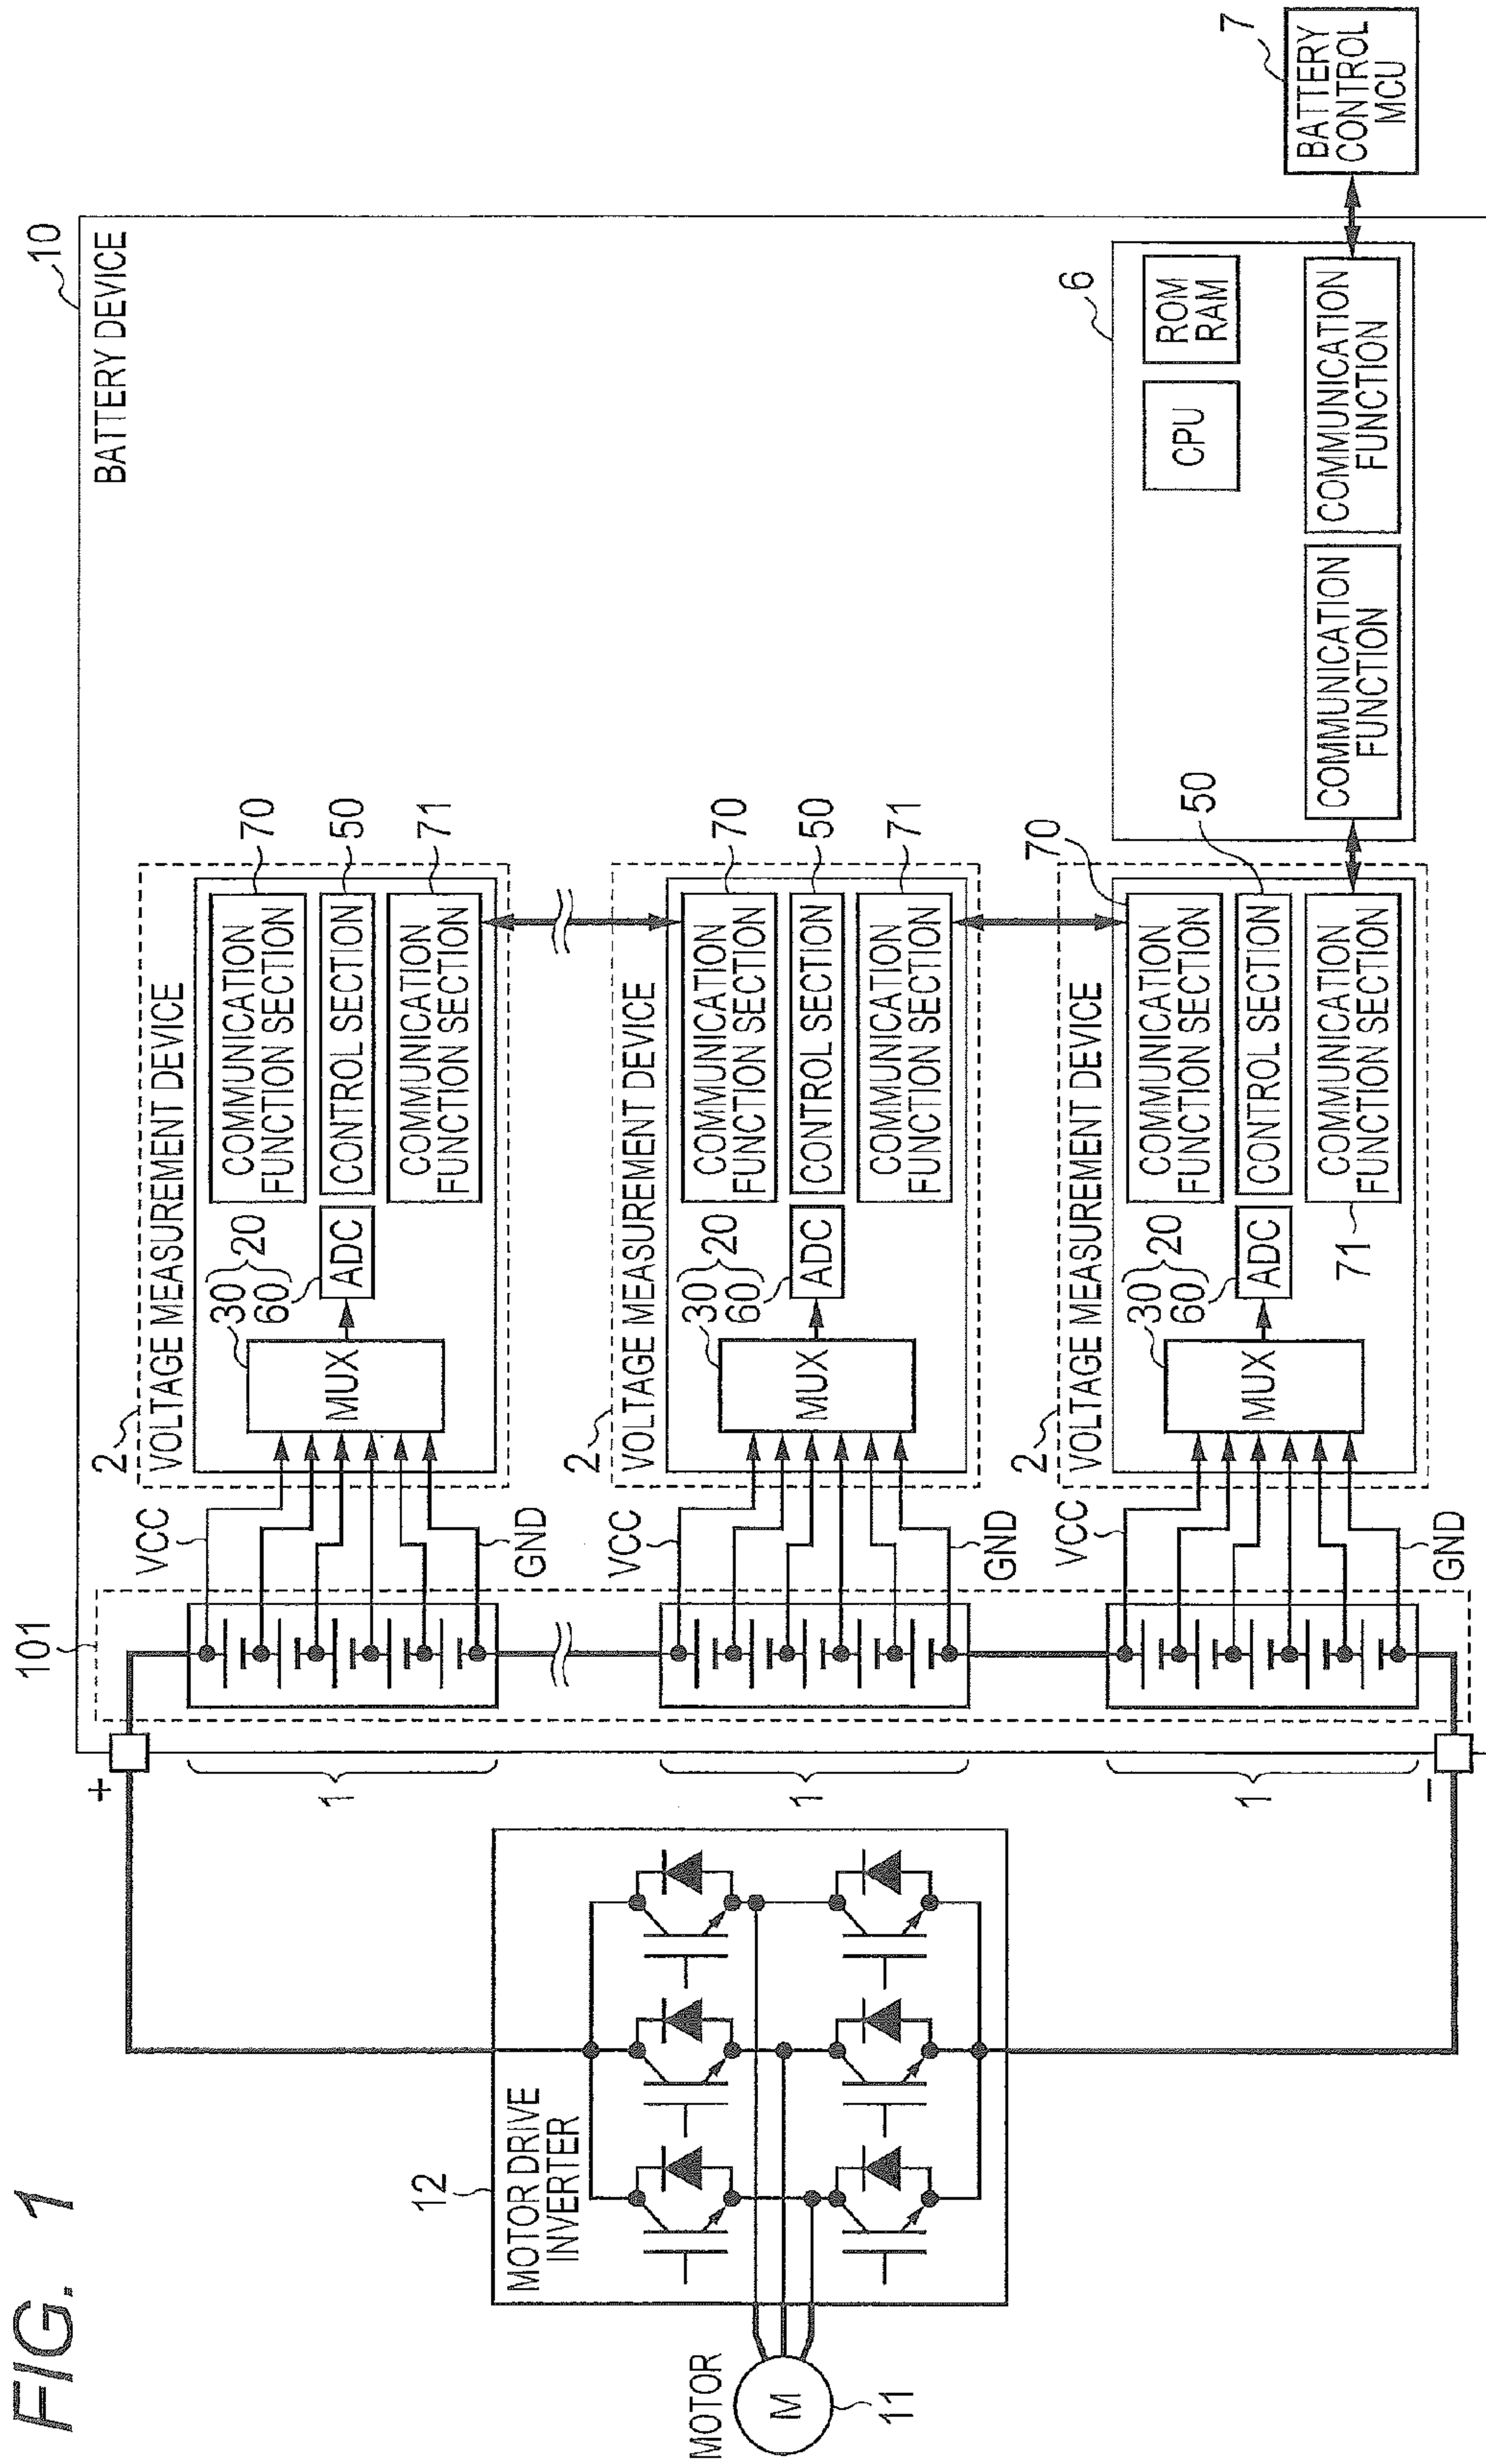 FIG. 1
10
BATTERY DEVICE
101
+
1
VCC
GND
2
VOLTAGE MEASUREMENT DEVICE
30
60
20
MUX
ADC
COMMUNICATION
FUNCTION SECTION
70
CONTROL SECTION
50
COMMUNICATION
FUNCTION SECTION
71
12
MOTOR DRIVE
INVERTER
MOTOR
M
11
1
VCC
GND
2
VOLTAGE MEASUREMENT DEVICE
30
60
20
MUX
ADC
COMMUNICATION
FUNCTION SECTION
70
CONTROL SECTION
50
COMMUNICATION
FUNCTION SECTION
71
1
−
VCC
GND
2
VOLTAGE MEASUREMENT DEVICE
30
60
20
MUX
ADC
COMMUNICATION
FUNCTION SECTION
70
CONTROL SECTION
50
COMMUNICATION
FUNCTION SECTION
71
6
CPU
ROM
RAM
COMMUNICATION
FUNCTION
COMMUNICATION
FUNCTION
7
BATTERY
CONTROL
MCU